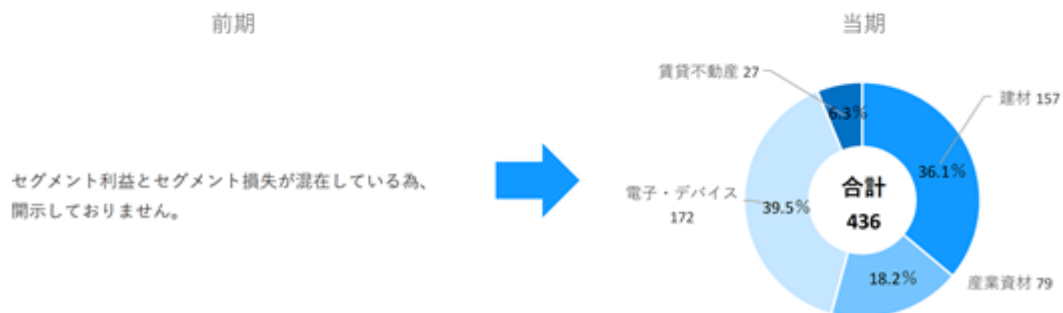 前期
当期
セグメント利益とセグメント損失が混在している為、
開示しておりません。
賃貸不動産 27
6.3%
建材 157
36.1%
電子・デバイス
172
39.5%
合計
436
18.2%
産業資材 79